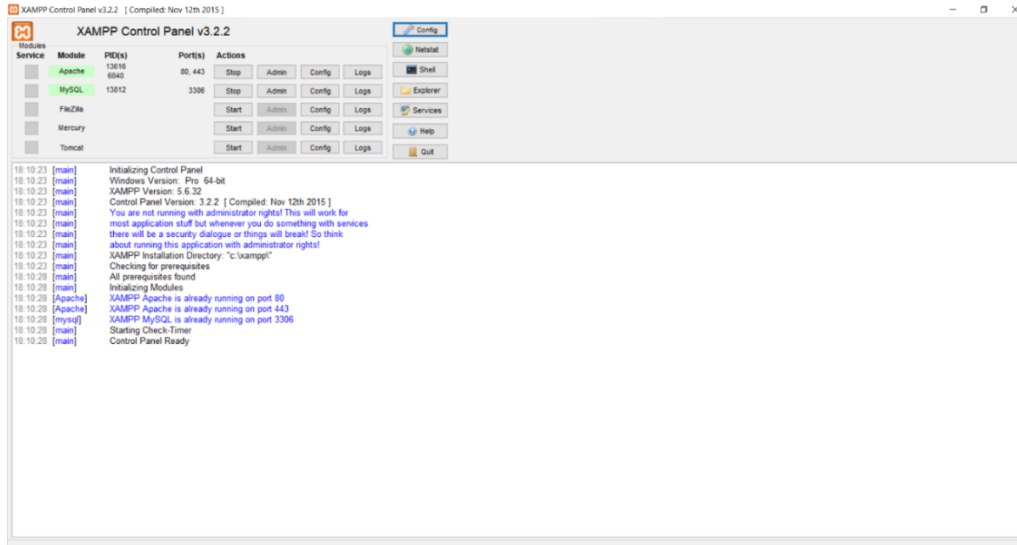 XAMPP Control Panel v3.2.2 [ Compiled: Nov 12th 2015 ]
XAMPP Control Panel v3.2.2
Config
Modules
Service Module PID(s) Port(s) Actions
Netstat
Apache 13616 6840 80, 443 Stop Admin Config Logs
Shell
MySQL 13812 3306 Stop Admin Config Logs
Explorer
FileZilla Start Admin Config Logs
Services
Mercury Start Admin Config Logs
Help
Tomcat Start Admin Config Logs
Quit
18:10:23 [main] Initializing Control Panel
18:10:23 [main] Windows Version: Pro 64-bit
18:10:23 [main] XAMPP Version: 5.6.32
18:10:23 [main] Control Panel Version: 3.2.2 [ Compiled: Nov 12th 2015 ]
18:10:23 [main] You are not running with administrator rights! This will work for
18:10:23 [main] most application stuff but whenever you do something with services
18:10:23 [main] there will be a security dialogue or things will break! So think
18:10:23 [main] about running this application with administrator rights!
18:10:23 [main] XAMPP Installation Directory: "c:\xampp\"
18:10:23 [main] Checking for prerequisites
18:10:28 [main] All prerequisites found
18:10:28 [main] Initializing Modules
18:10:28 [Apache] XAMPP Apache is already running on port 80
18:10:28 [Apache] XAMPP Apache is already running on port 443
18:10:28 [mysql] XAMPP MySQL is already running on port 3306
18:10:28 [main] Starting Check-Timer
18:10:28 [main] Control Panel Ready